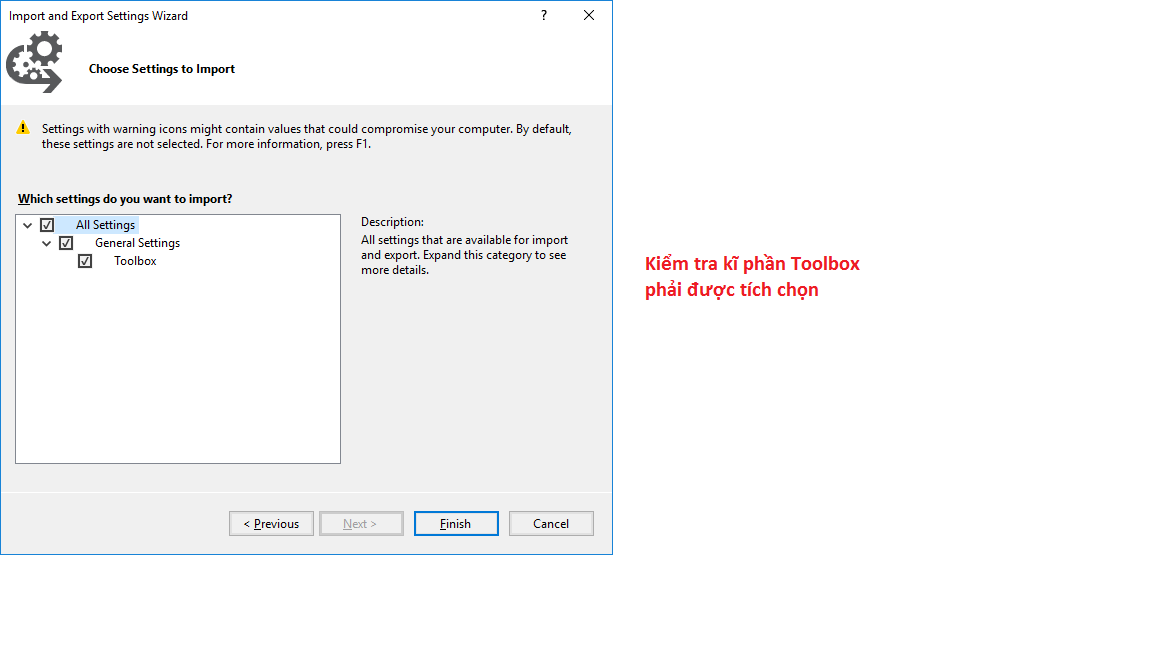 Import and Export Settings Wizard
?
Choose Settings to Import
Settings with warning icons might contain values that could compromise your computer. By default,
these settings are not selected. For more information, press F1.
Which settings do you want to import?
All Settings
General Settings
Toolbox
Description:
All settings that are available for import
and export. Expand this category to see
more details.
Kiểm tra kĩ phần Toolbox
phải được tích chọn
< Previous
Next >
Finish
Cancel